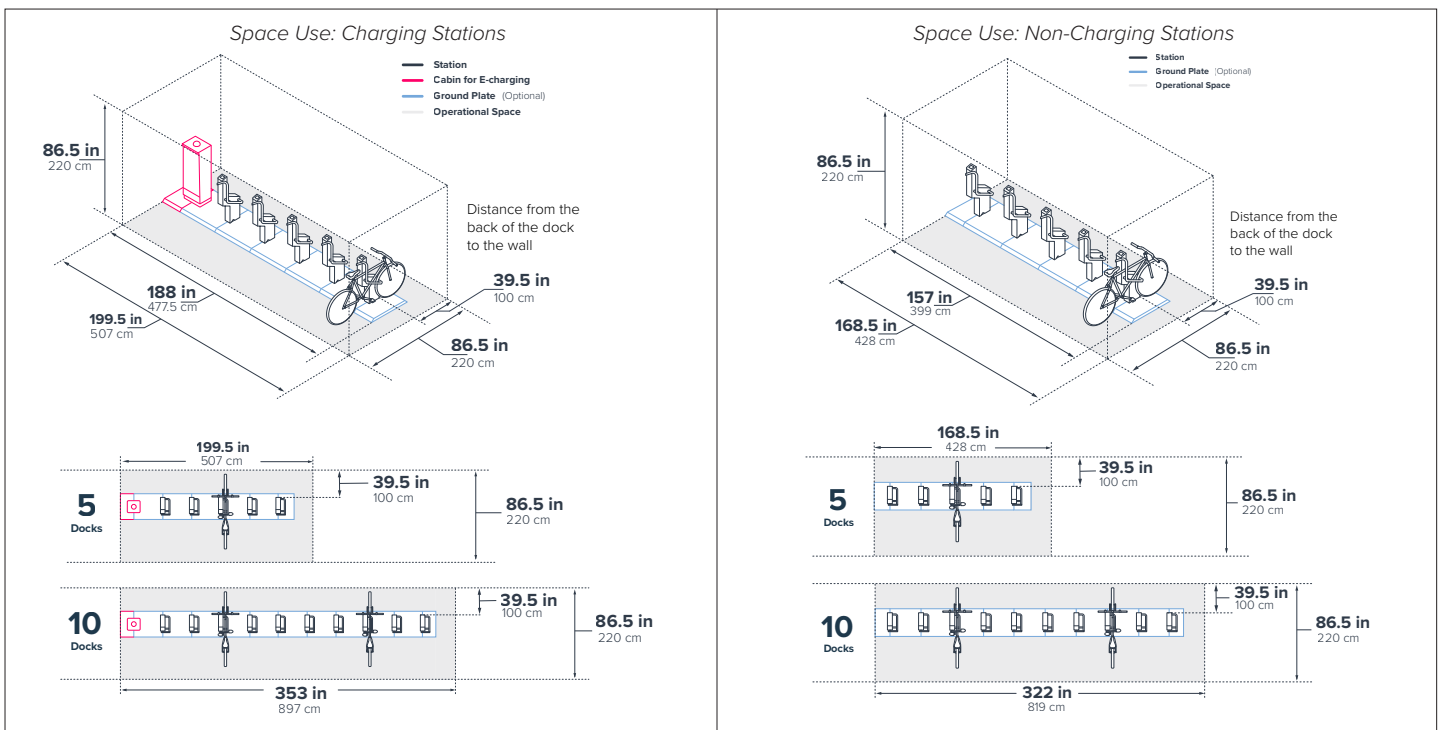 Space Use: Charging Stations
Station
Cabin for E-charging
Ground Plate (Optional)
Operational Space
86.5 in
220 cm
Distance from the
back of the dock
to the wall
39.5 in
100 cm
188 in
477.5 cm
199.5 in
507 cm
86.5 in
220 cm
199.5 in
507 cm
39.5 in
100 cm
5
Docks
86.5 in
220 cm
39.5 in
100 cm
10
Docks
86.5 in
220 cm
353 in
897 cm
Space Use: Non-Charging Stations
Station
Ground Plate (Optional)
Operational Space
86.5 in
220 cm
Distance from the
back of the dock
to the wall
39.5 in
100 cm
157 in
399 cm
168.5 in
428 cm
86.5 in
220 cm
168.5 in
428 cm
39.5 in
100 cm
5
Docks
86.5 in
220 cm
39.5 in
100 cm
10
Docks
86.5 in
220 cm
322 in
819 cm